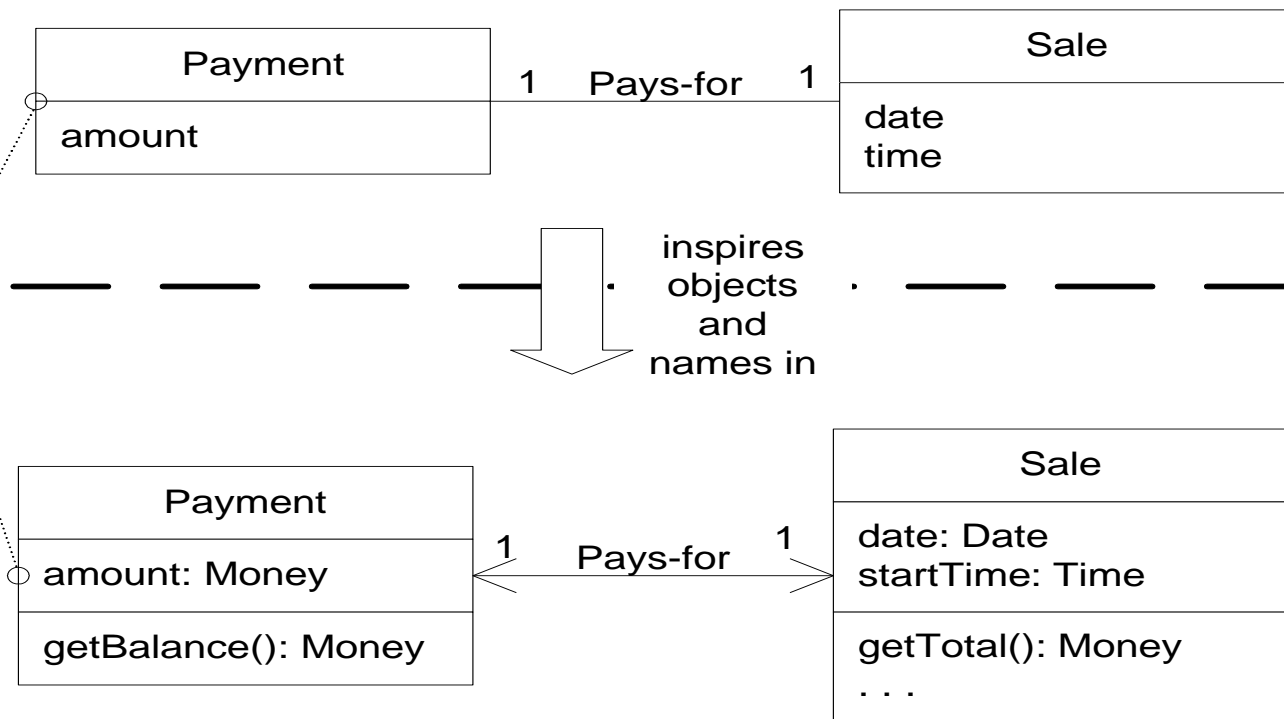 Payment
amount
1 Pays-for 1
Sale
date
time
inspires
objects
and
names in
Payment
amount: Money
getBalance(): Money
1 Pays-for 1
Sale
date: Date
startTime: Time
getTotal(): Money
. . .